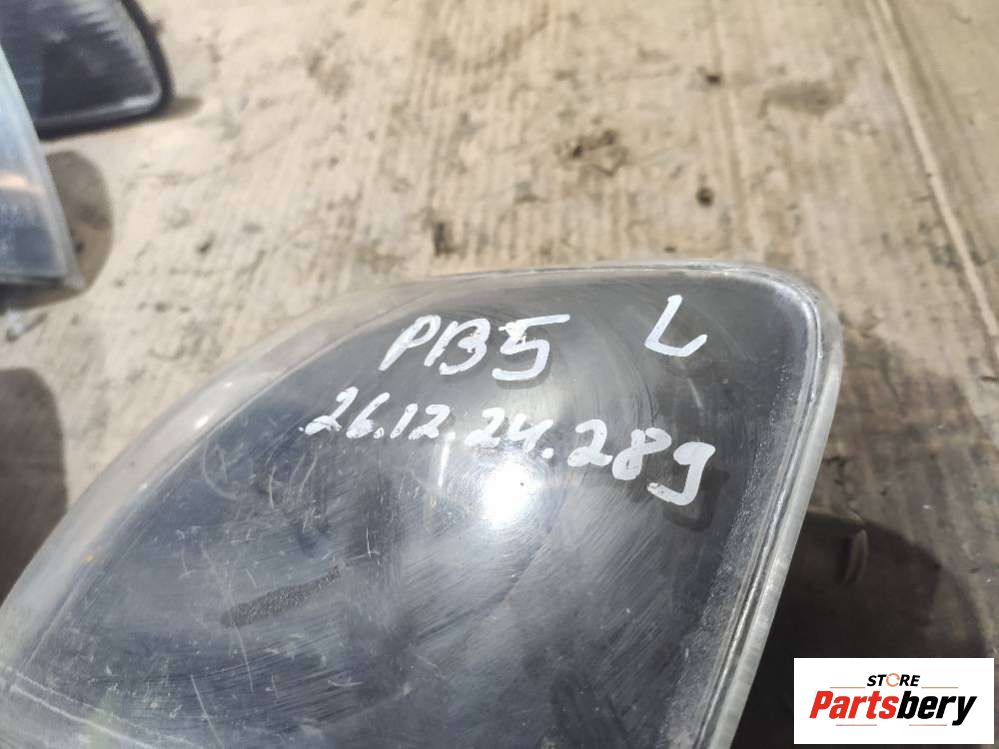 PB5 L
26.12.24.289
STORE
Partsbery